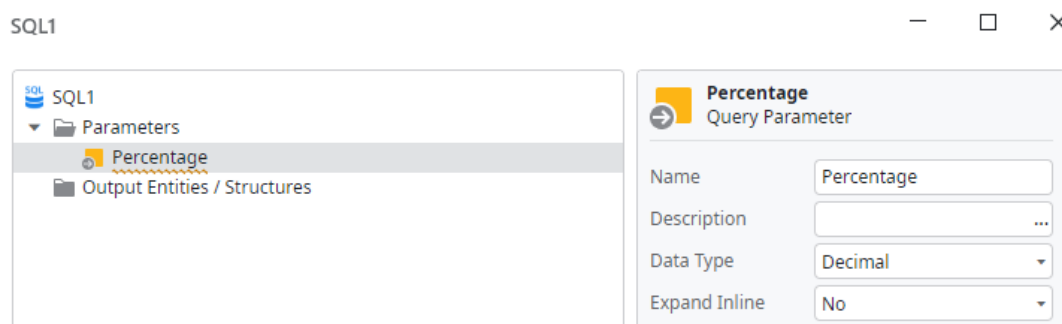 SQL1
SQL SQL1
Parameters
Percentage
Output Entities / Structures
Percentage
Query Parameter
Name Percentage
Description ...
Data Type Decimal
Expand Inline No